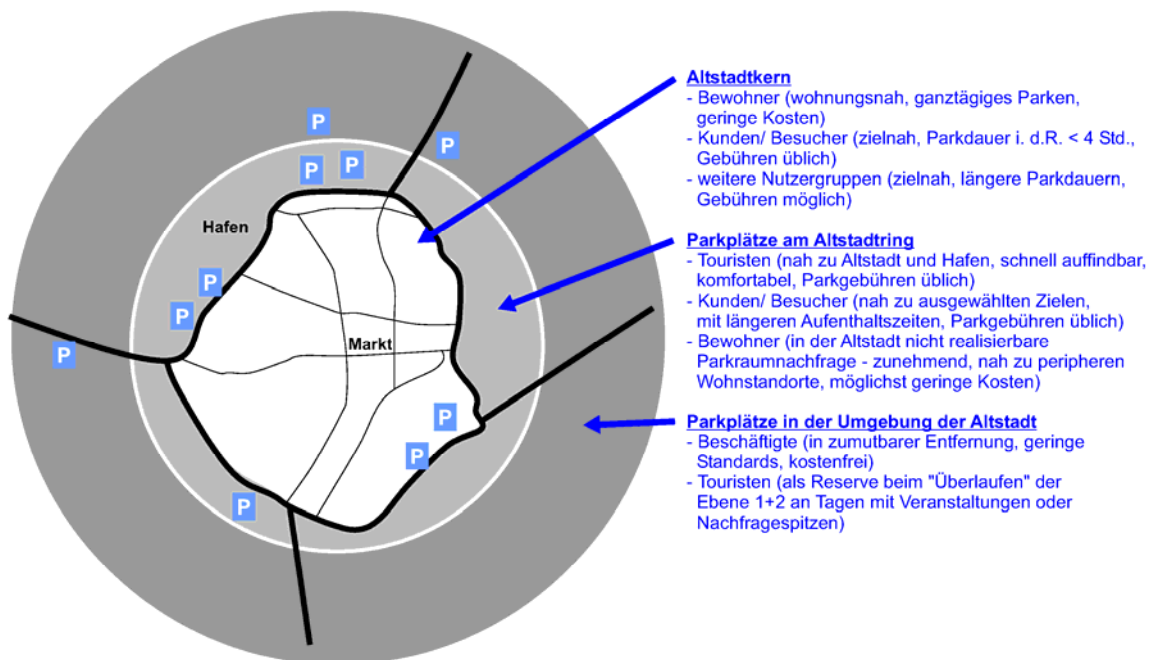 P
P
P
P
Hafen
P
P
P
Markt
P
P
P
Altstadtkern
- Bewohner (wohnungsnah, ganztägiges Parken,
geringe Kosten)
- Kunden/ Besucher (zielnah, Parkdauer i. d.R. < 4 Std.,
Gebühren üblich)
- weitere Nutzergruppen (zielnah, längere Parkdauern,
Gebühren möglich)
Parkplätze am Altstadtring
- Touristen (nah zu Altstadt und Hafen, schnell auffindbar,
komfortabel, Parkgebühren üblich)
- Kunden/ Besucher (nah zu ausgewählten Zielen,
mit längeren Aufenthaltszeiten, Parkgebühren üblich)
- Bewohner (in der Altstadt nicht realisierbare
Parkraumnachfrage - zunehmend, nah zu peripheren
Wohnstandorte, möglichst geringe Kosten)
Parkplätze in der Umgebung der Altstadt
- Beschäftigte (in zumutbarer Entfernung, geringe
Standards, kostenfrei)
- Touristen (als Reserve beim "Überlaufen" der
Ebene 1+2 an Tagen mit Veranstaltungen oder
Nachfragespitzen)